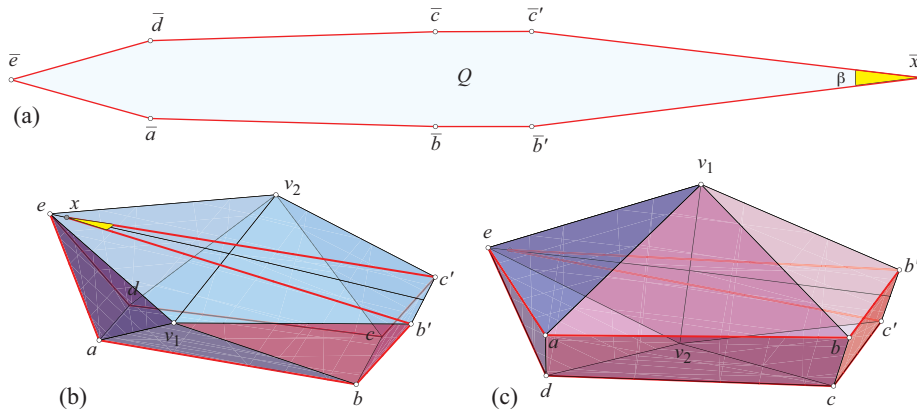 d̅ c̅ c̅′
e̅ Q β x̅
(a) a̅ b̅ b̅′
v₁
e x v₂
e
c′ b′
d b′ c′
a v₁ c a v₂ b
(b) b (c) d c